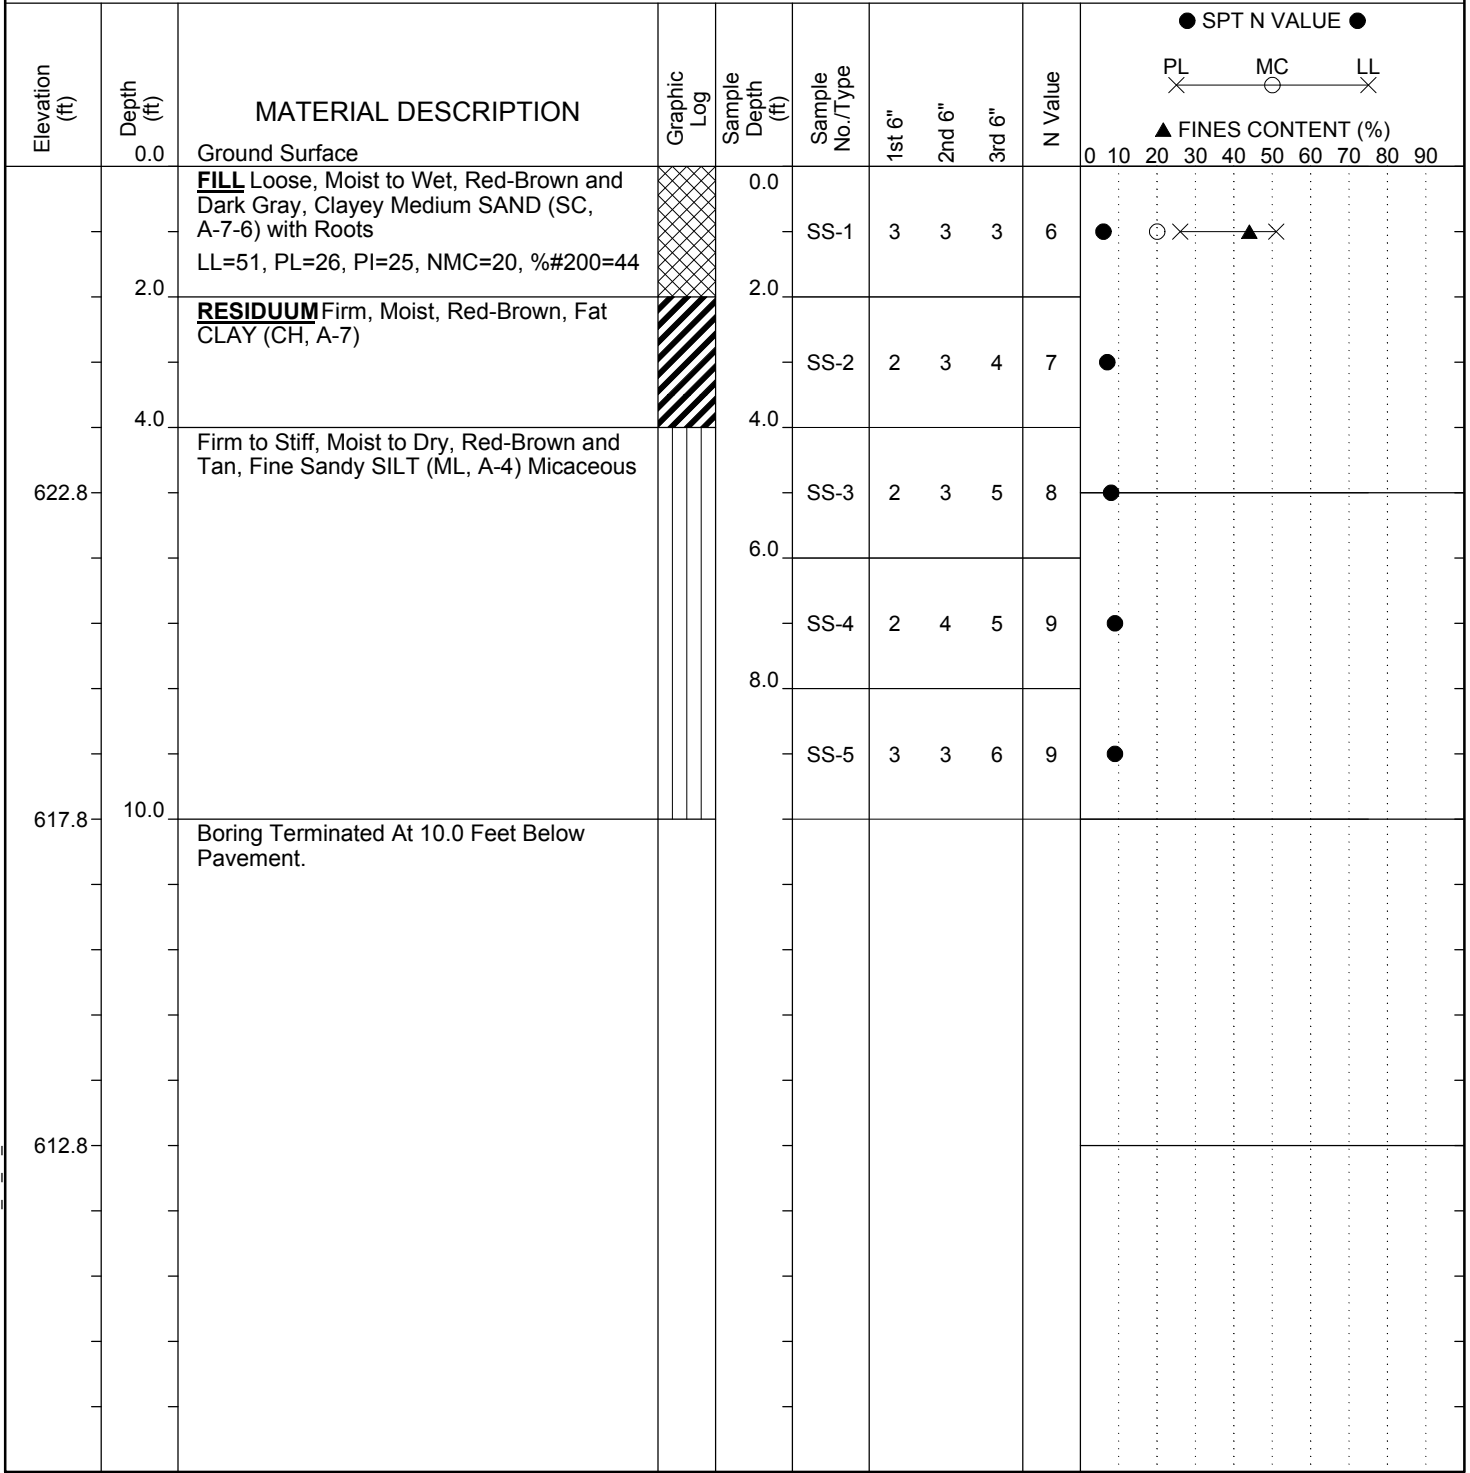 ● SPT N VALUE ●
PL MC LL
▲ FINES CONTENT (%)
0 10 20 30 40 50 60 70 80 90
Elevation
(ft)
Depth
(ft)
MATERIAL DESCRIPTION
Graphic
Log
Sample
Depth
(ft)
Sample
No./Type
1st 6"
2nd 6"
3rd 6"
N Value
0.0 Ground Surface
FILL Loose, Moist to Wet, Red-Brown and
Dark Gray, Clayey Medium SAND (SC,
A-7-6) with Roots
LL=51, PL=26, PI=25, NMC=20, %#200=44
0.0
SS-1 3 3 3 6
2.0
2.0
RESIDUUM Firm, Moist, Red-Brown, Fat
CLAY (CH, A-7)
SS-2 2 3 4 7
4.0
4.0
Firm to Stiff, Moist to Dry, Red-Brown and
Tan, Fine Sandy SILT (ML, A-4) Micaceous
622.8
SS-3 2 3 5 8
6.0
SS-4 2 4 5 9
8.0
SS-5 3 3 6 9
617.8
10.0
Boring Terminated At 10.0 Feet Below
Pavement.
612.8